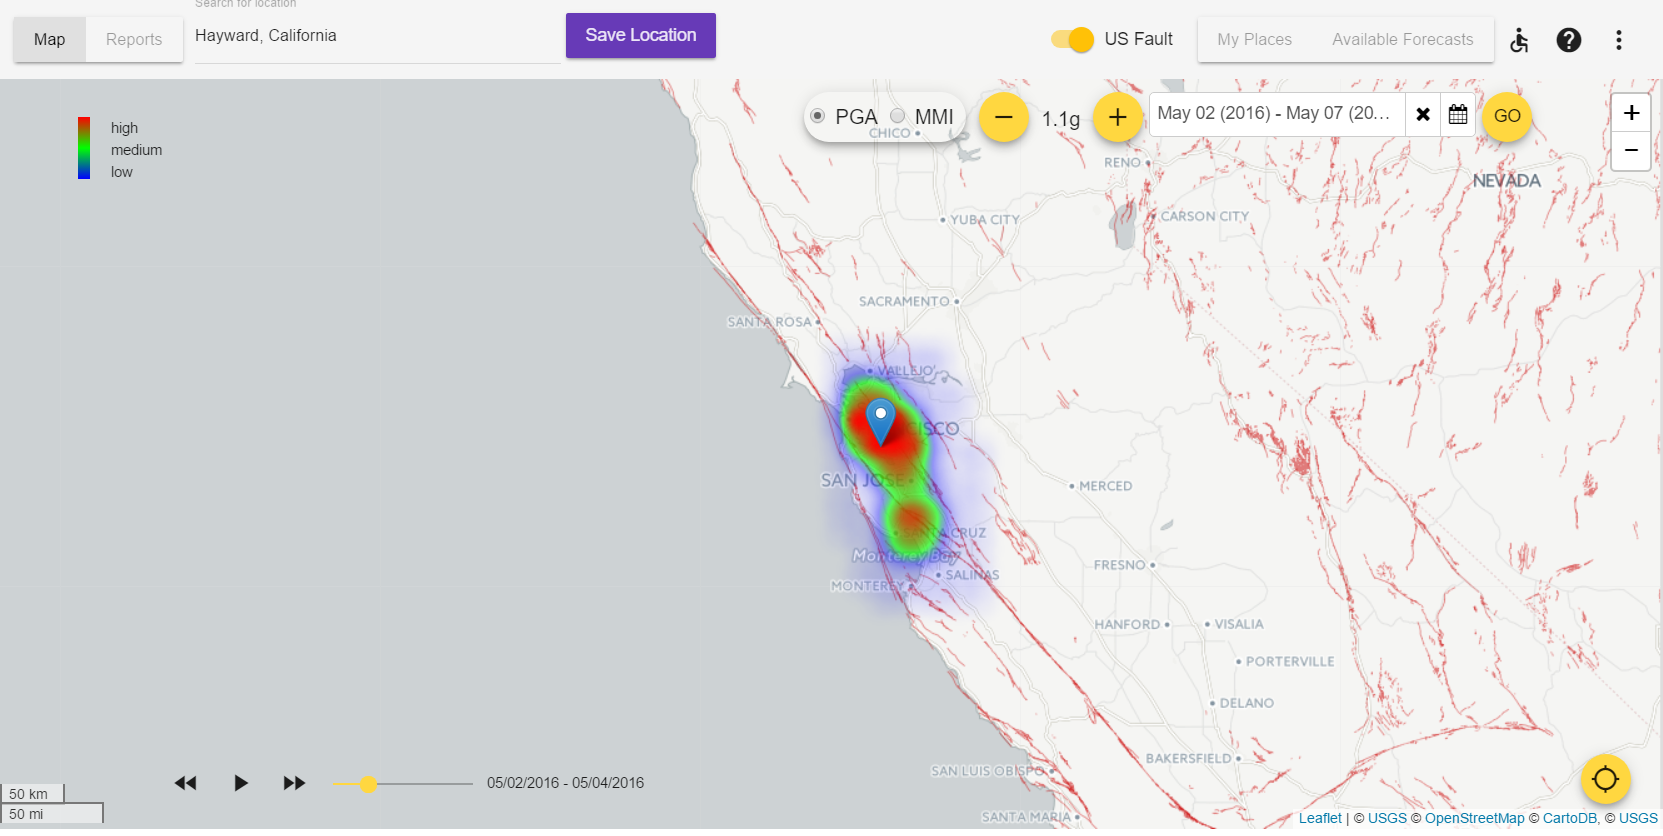 Search for location
Map
Reports
Hayward, California
Save Location
US Fault
My Places
Available Forecasts
high
medium
low
PGA
MMI
1.1g
May 02 (2016) - May 07 (20...
GO
+
−
CHICO
RENO
NEVADA
YUBA CITY
CARSON CITY
SACRAMENTO
SANTA ROSA
VALLEJO
CISCO
SAN JOSE
MERCED
SANTA CRUZ
Monterey Bay
FRESNO
SALINAS
MONTEREY
HANFORD
VISALIA
PORTERVILLE
DELANO
BAKERSFIELD
SAN LUIS OBISPO
SANTA MARIA
05/02/2016 - 05/04/2016
50 km
50 mi
Leaflet | © USGS © OpenStreetMap © CartoDB, © USGS